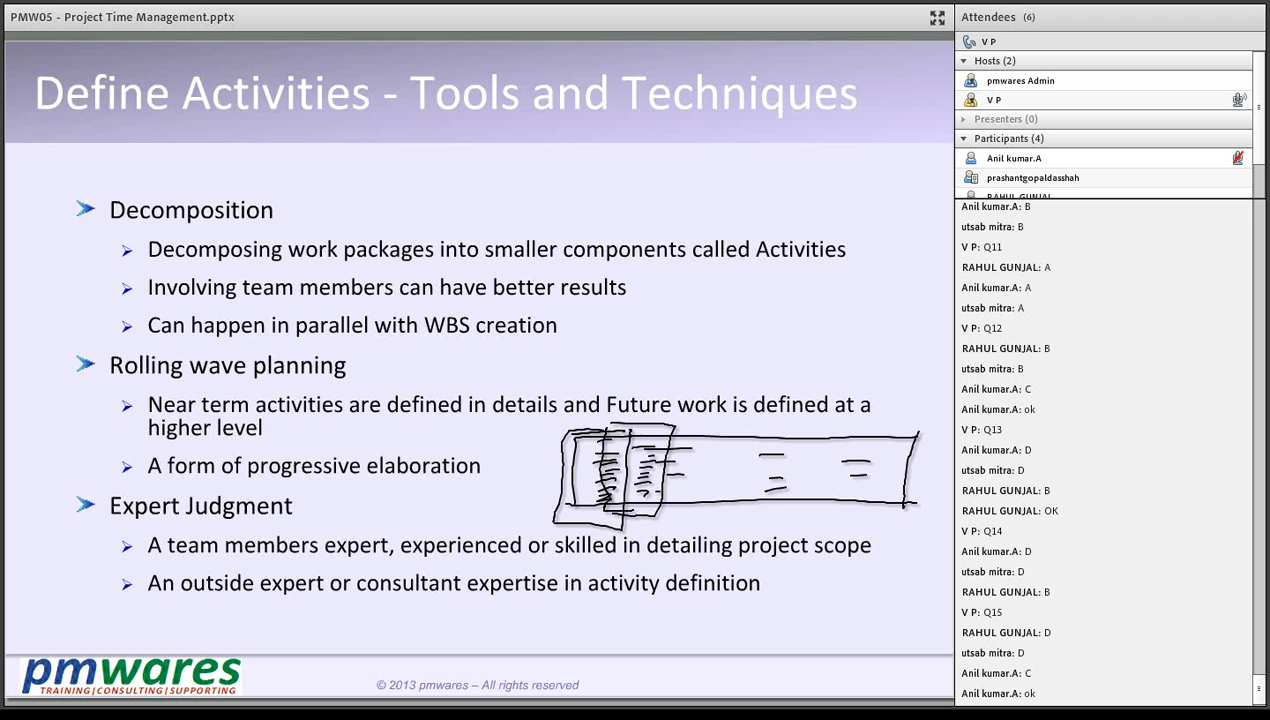 PMW05 - Project Time Management.pptx
Define Activities - Tools and Techniques
Decomposition
Decomposing work packages into smaller components called Activities
Involving team members can have better results
Can happen in parallel with WBS creation
Rolling wave planning
Near term activities are defined in details and Future work is defined at a
higher level
A form of progressive elaboration
Expert Judgment
A team members expert, experienced or skilled in detailing project scope
An outside expert or consultant expertise in activity definition
pmwares
TRAINING|CONSULTING|SUPPORTING
© 2013 pmwares – All rights reserved
Attendees (6)
V P
Hosts (2)
pmwares Admin
V P
Presenters (0)
Participants (4)
Anil kumar.A
prashantgopaldasshah
RAHUL GUNJAL
Anil kumar.A: B
utsab mitra: B
V P: Q11
RAHUL GUNJAL: A
Anil kumar.A: A
utsab mitra: A
V P: Q12
RAHUL GUNJAL: B
utsab mitra: B
Anil kumar.A: C
Anil kumar.A: ok
V P: Q13
Anil kumar.A: D
utsab mitra: D
RAHUL GUNJAL: B
RAHUL GUNJAL: OK
V P: Q14
Anil kumar.A: D
utsab mitra: D
RAHUL GUNJAL: B
V P: Q15
RAHUL GUNJAL: D
utsab mitra: D
Anil kumar.A: C
Anil kumar.A: ok